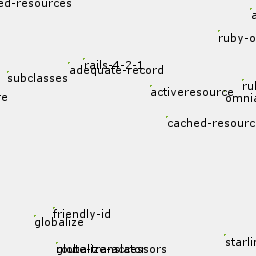 ed-resources
ruby-o
rails-4-2-1
adequate-record
subclasses
activeresource
rul
omnia
re
cached-resourc
friendly-id
globalize
globalize-accessors
starlin